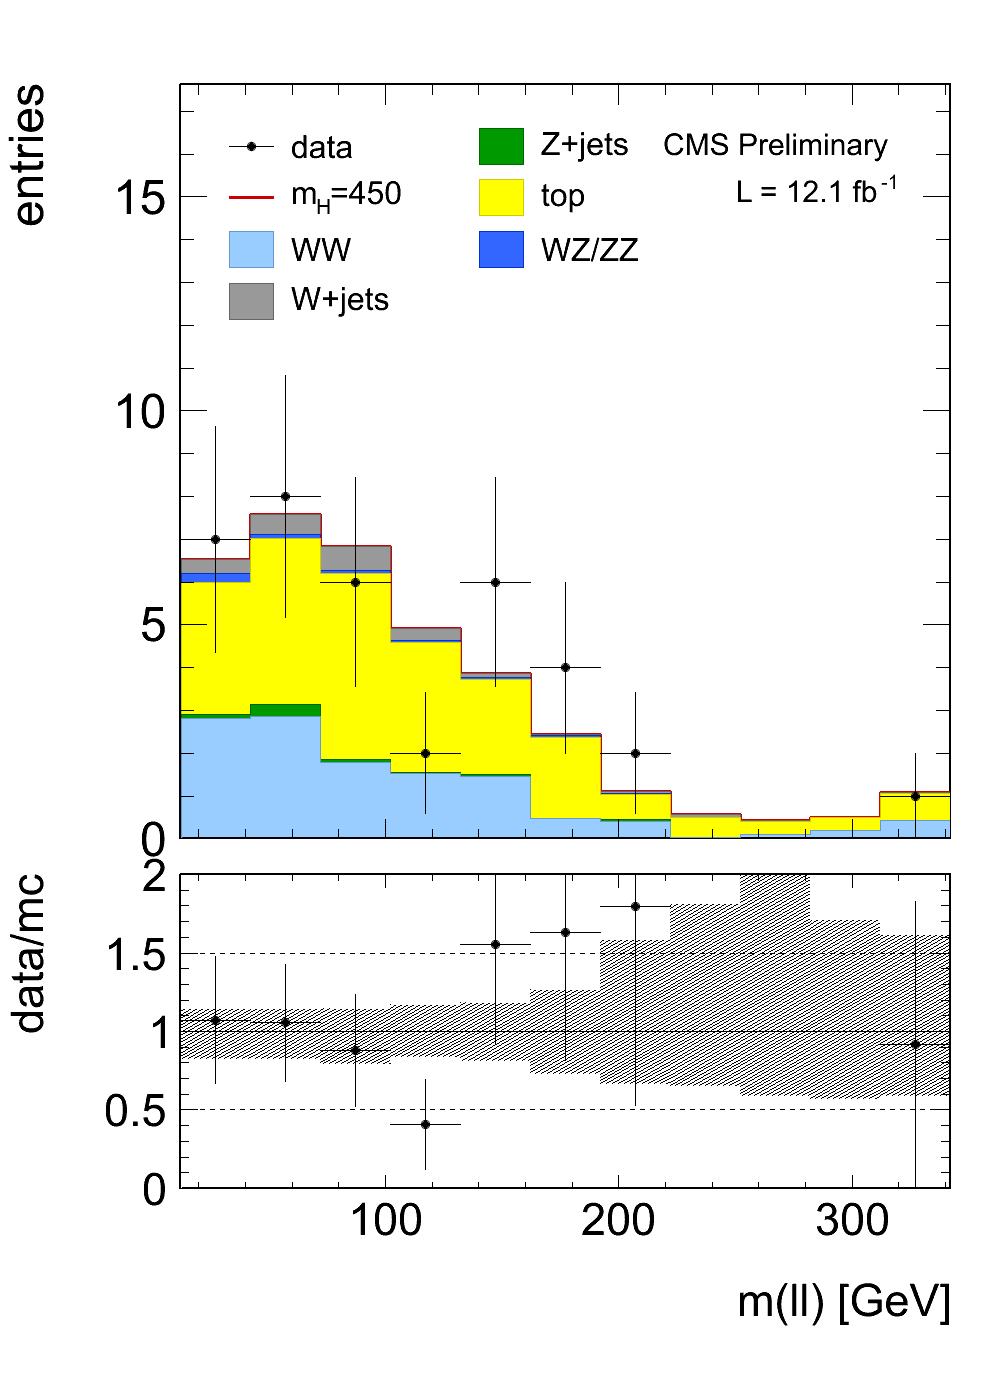 entries
15
10
5
0
data
m_H=450
WW
W+jets
Z+jets
top
WZ/ZZ
CMS Preliminary
L = 12.1 fb⁻¹
data/mc
2
1.5
1
0.5
0
100 200 300
m(ll) [GeV]